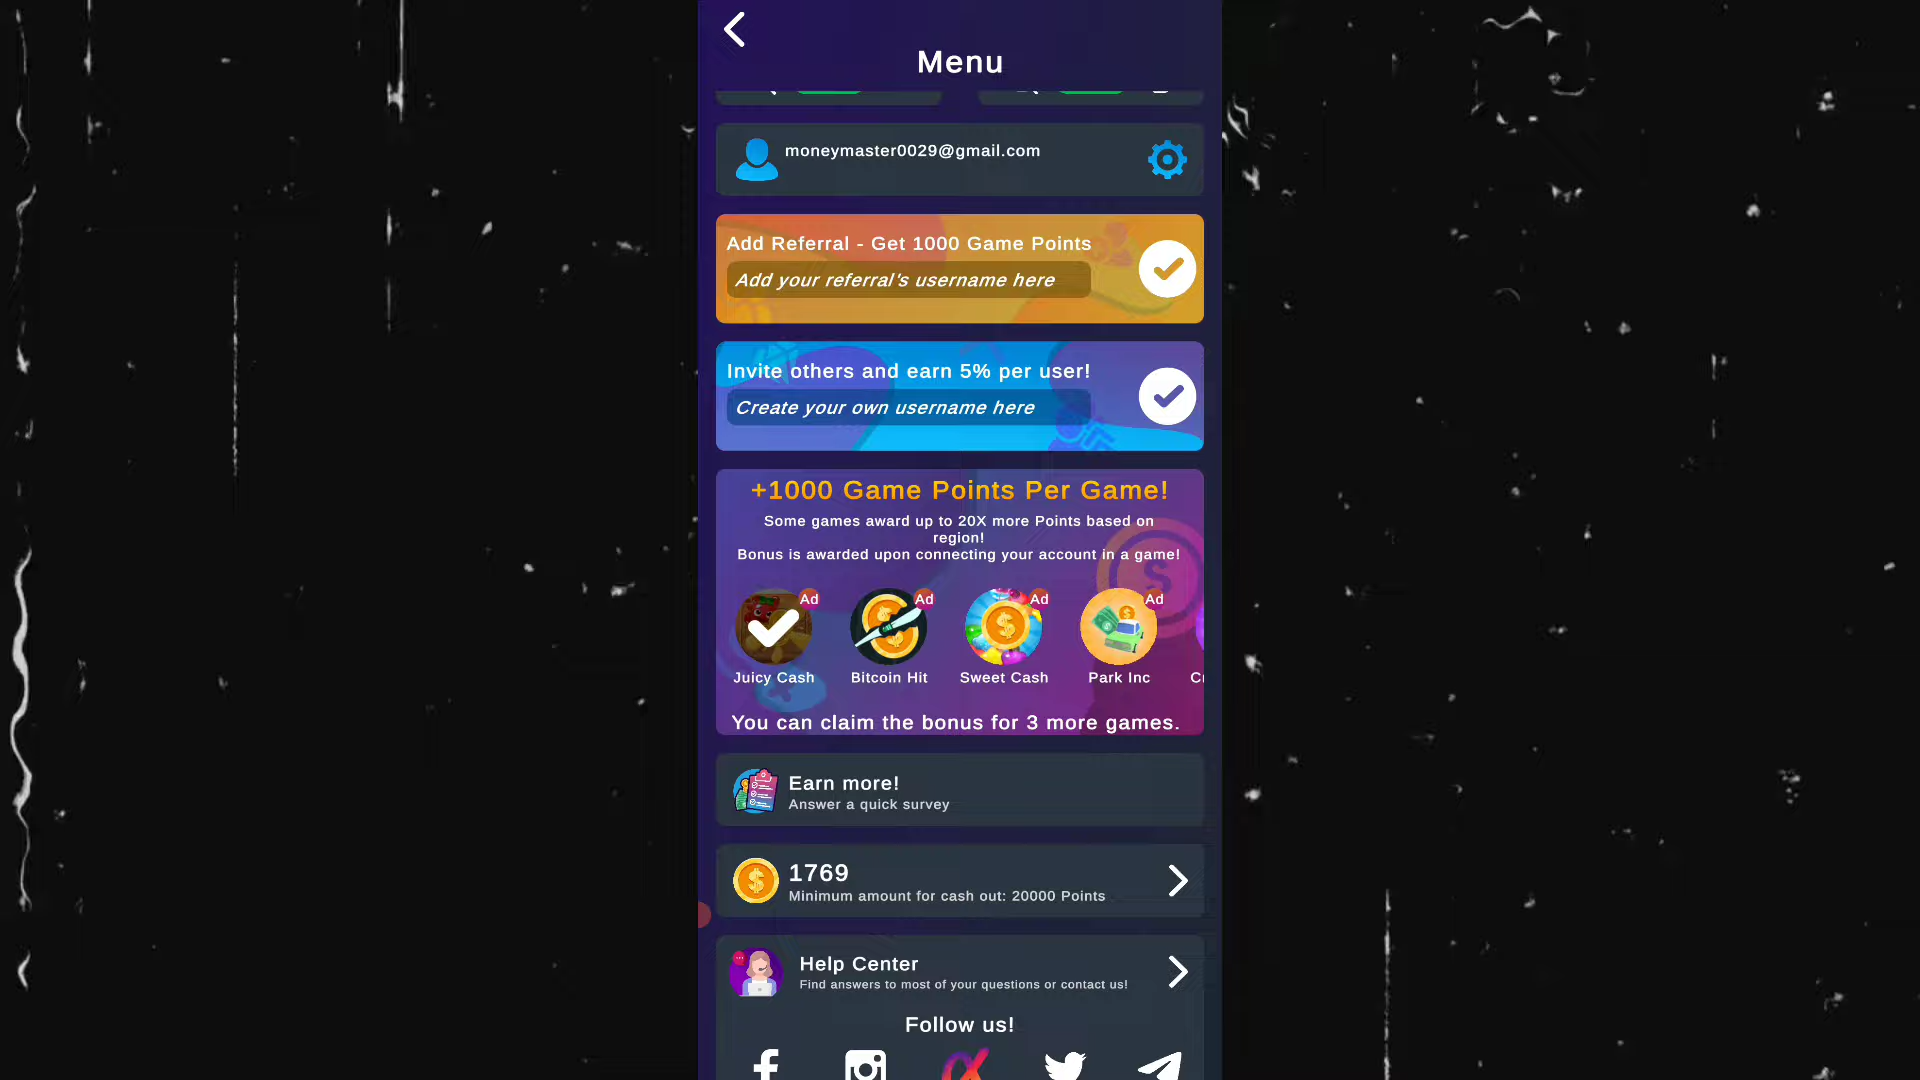 Menu
moneymaster0029@gmail.com
Add Referral - Get 1000 Game Points
Add your referral's username here
Invite others and earn 5% per user!
Create your own username here
+1000 Game Points Per Game!
Some games award up to 20X more Points based on
region!
Bonus is awarded upon connecting your account in a game!
Ad Ad Ad Ad
Juicy Cash Bitcoin Hit Sweet Cash Park Inc
You can claim the bonus for 3 more games.
Earn more!
Answer a quick survey
1769
Minimum amount for cash out: 20000 Points
Help Center
Find answers to most of your questions or contact us!
Follow us!